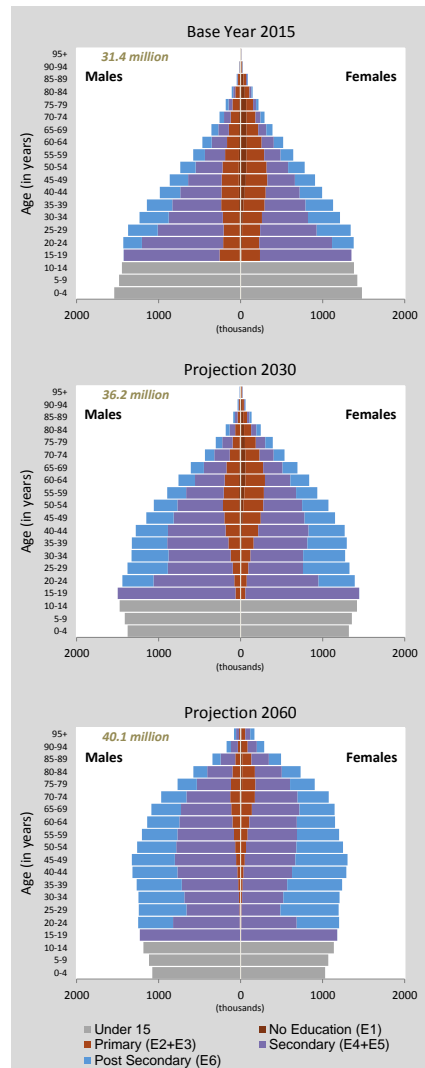 Base Year 2015
31.4 million
Males
Females
Age (in years)
95+
90-94
85-89
80-84
75-79
70-74
65-69
60-64
55-59
50-54
45-49
40-44
35-39
30-34
25-29
20-24
15-19
10-14
5-9
0-4
2000 1000 0 1000 2000
(thousands)
Projection 2030
36.2 million
Males
Females
Age (in years)
95+
90-94
85-89
80-84
75-79
70-74
65-69
60-64
55-59
50-54
45-49
40-44
35-39
30-34
25-29
20-24
15-19
10-14
5-9
0-4
2000 1000 0 1000 2000
(thousands)
Projection 2060
40.1 million
Males
Females
Age (in years)
95+
90-94
85-89
80-84
75-79
70-74
65-69
60-64
55-59
50-54
45-49
40-44
35-39
30-34
25-29
20-24
15-19
10-14
5-9
0-4
2000 1000 0 1000 2000
(thousands)
Under 15 No Education (E1)
Primary (E2+E3) Secondary (E4+E5)
Post Secondary (E6)